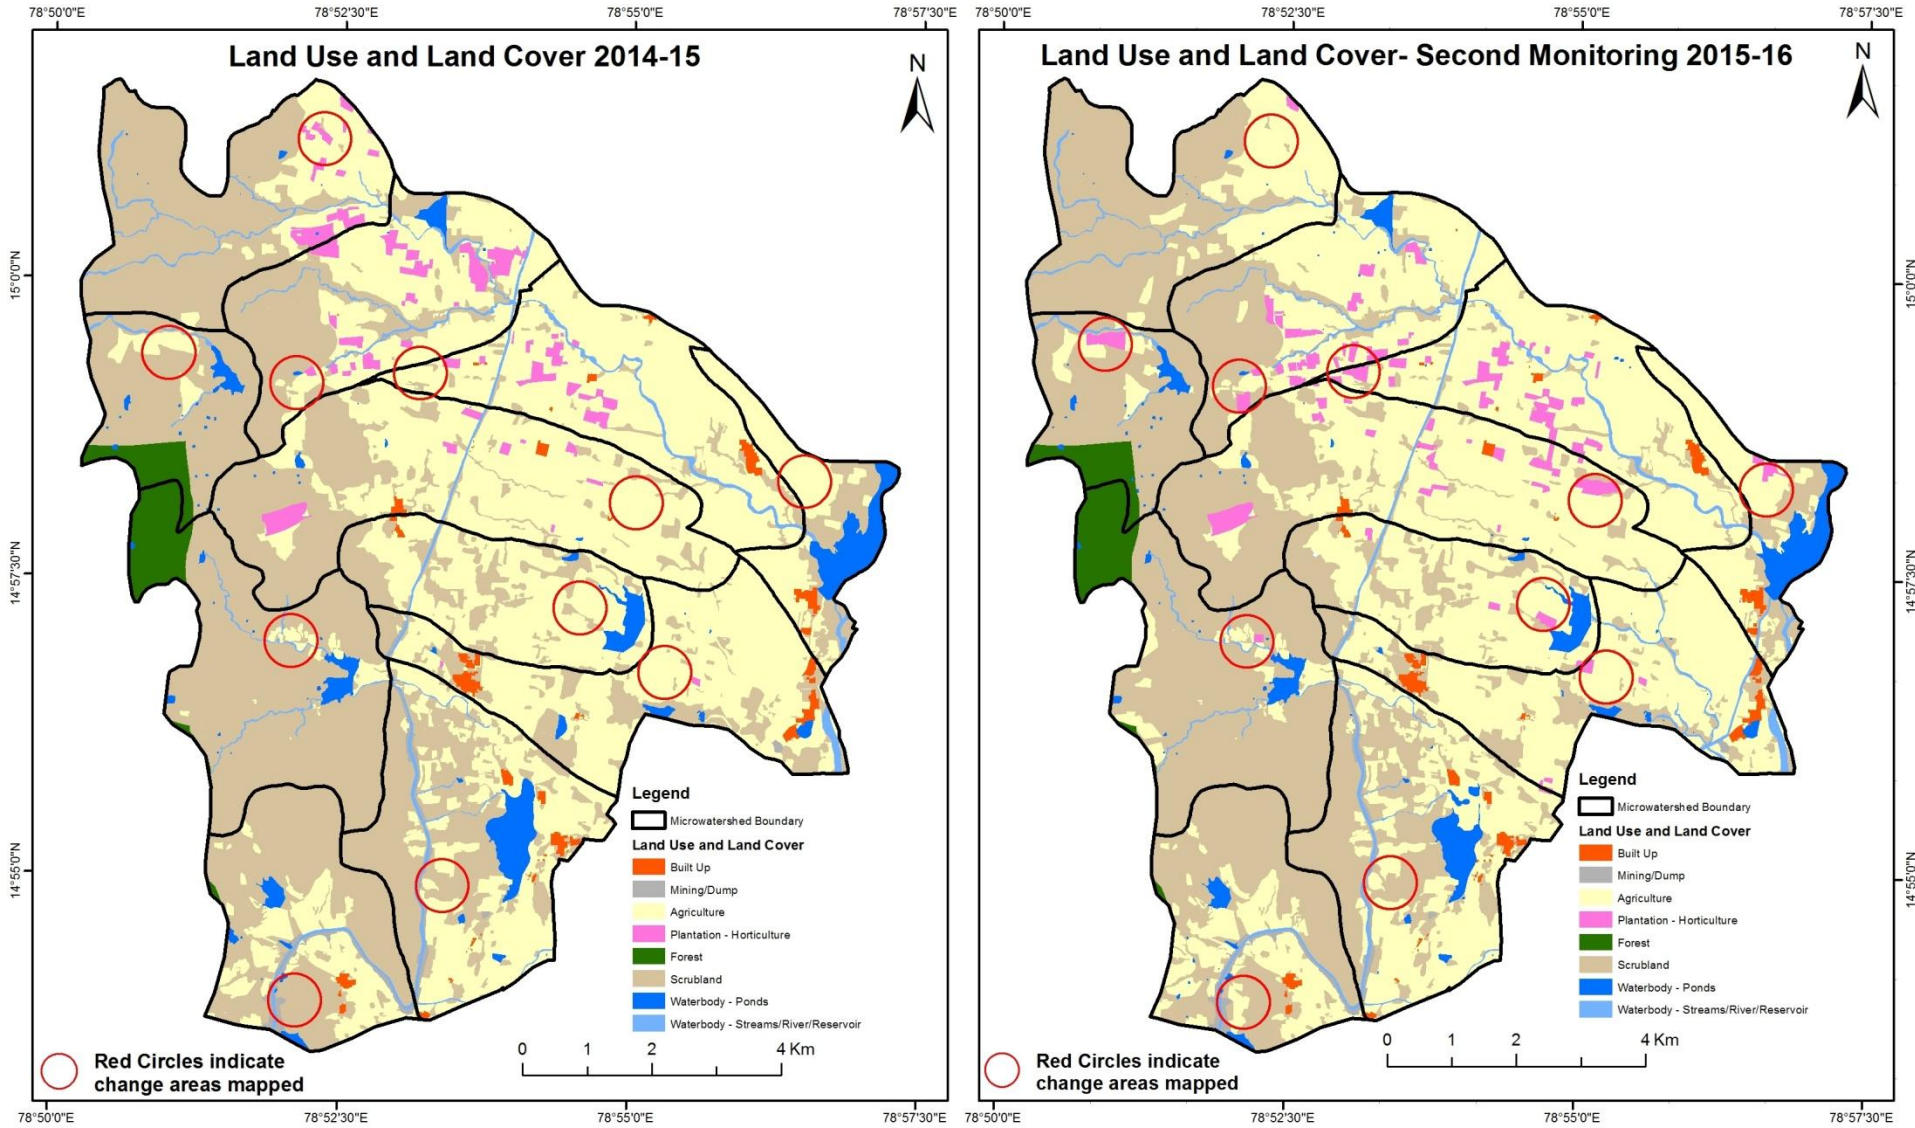 78°50'0"E
78°52'30"E
78°55'0"E
78°57'30"E
Land Use and Land Cover 2014-15
N
15°0'0"N
14°57'30"N
14°55'0"N
Legend
Microwatershed Boundary
Land Use and Land Cover
Built Up
Mining/Dump
Agriculture
Plantation - Horticulture
Forest
Scrubland
Waterbody - Ponds
Waterbody - Streams/River/Reservoir
Red Circles indicate
change areas mapped
0 1 2 4 Km
78°50'0"E
78°52'30"E
78°55'0"E
78°57'30"E
78°50'0"E
78°52'30"E
78°55'0"E
78°57'30"E
Land Use and Land Cover- Second Monitoring 2015-16
N
15°0'0"N
14°57'30"N
14°55'0"N
Legend
Microwatershed Boundary
Land Use and Land Cover
Built Up
Mining/Dump
Agriculture
Plantation - Horticulture
Forest
Scrubland
Waterbody - Ponds
Waterbody - Streams/River/Reservoir
Red Circles indicate
change areas mapped
0 1 2 4 Km
78°50'0"E
78°52'30"E
78°55'0"E
78°57'30"E